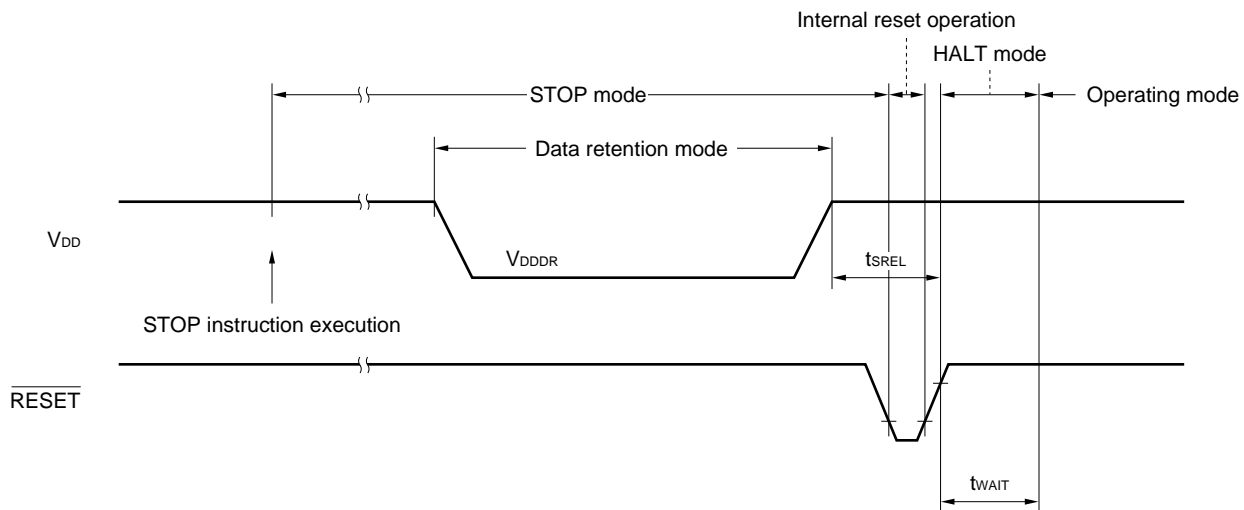 Internal reset operation
HALT mode
STOP mode
Operating mode
Data retention mode
VDD
VDDDR
tSREL
STOP instruction execution
RESET
tWAIT